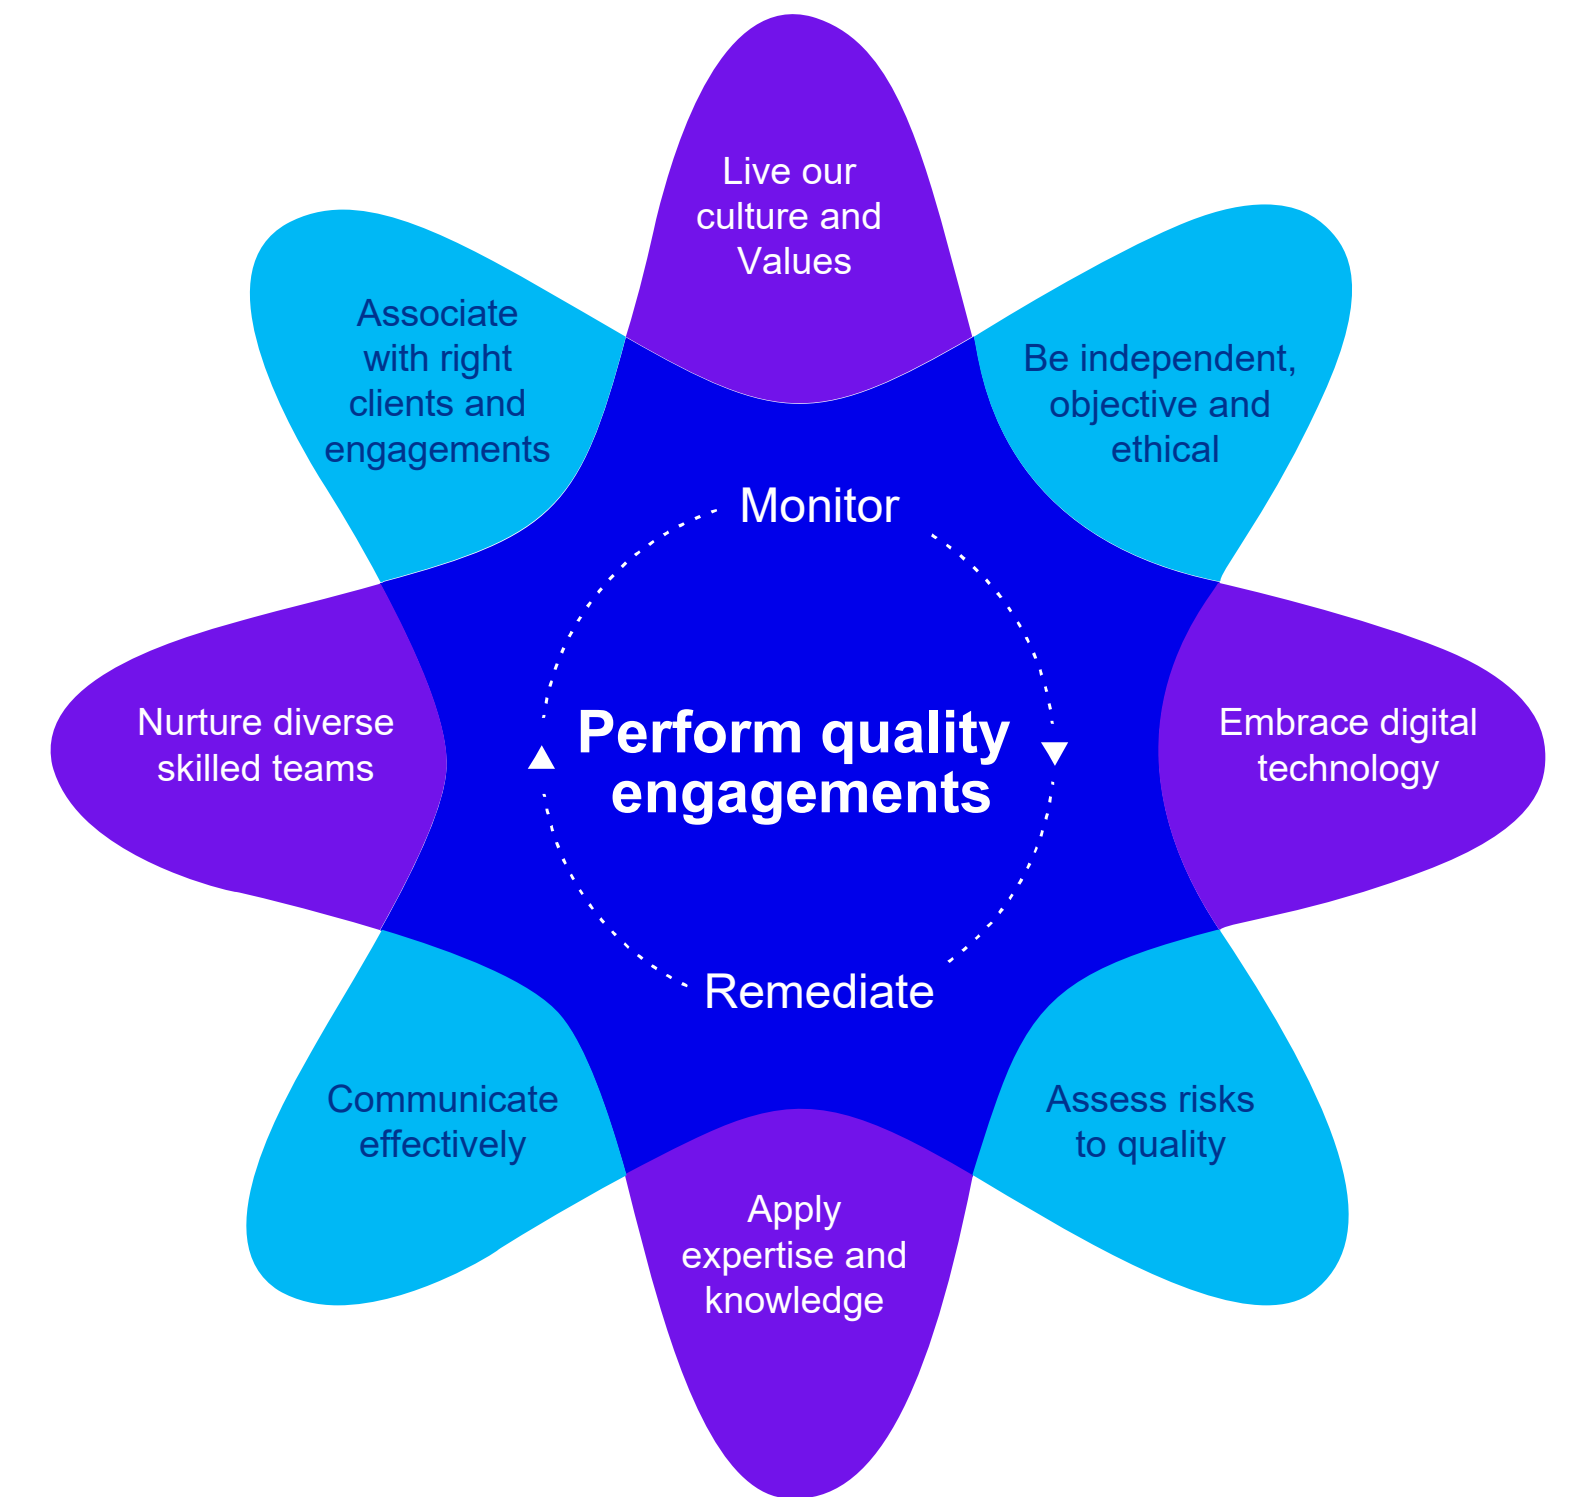 Live our
culture and
Values
Associate
with right
clients and
engagements
Be independent,
objective and
ethical
Monitor
Nurture diverse
skilled teams
Perform quality
engagements
Embrace digital
technology
Remediate
Communicate
effectively
Assess risks
to quality
Apply
expertise and
knowledge